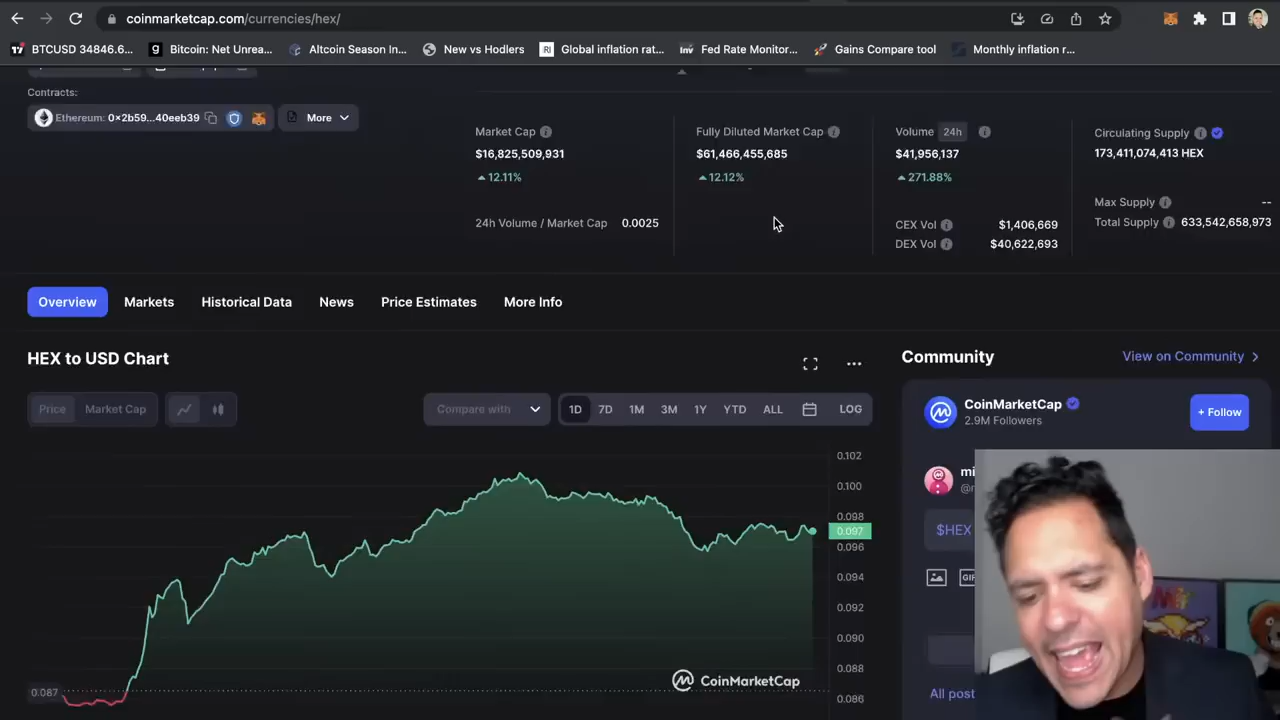 coinmarketcap.com/currencies/hex/
BTCUSD 34846.6... Bitcoin: Net Unrea... Altcoin Season In... New vs Hodlers RI Global inflation rat... Inv Fed Rate Monitor... Gains Compare tool Monthly inflation r...
Contracts:
Ethereum: 0×2b59...40eeb39 More
Market Cap Fully Diluted Market Cap Volume 24h Circulating Supply
$16,825,509,931 $61,466,455,685 $41,956,137 173,411,074,413 HEX
12.11% 12.12% 271.88%
Max Supply --
24h Volume / Market Cap 0.0025 CEX Vol $1,406,669 Total Supply 633,542,658,973
DEX Vol $40,622,693
Overview Markets Historical Data News Price Estimates More Info
HEX to USD Chart
Community View on Community
Price Market Cap Compare with 1D 7D 1M 3M 1Y YTD ALL LOG
CoinMarketCap
2.9M Followers
+ Follow
0.102
0.100
0.098
0.097
0.096
0.094
0.092
0.090
0.088
0.087
0.086
CoinMarketCap
mi
$HEX
GIF
All post